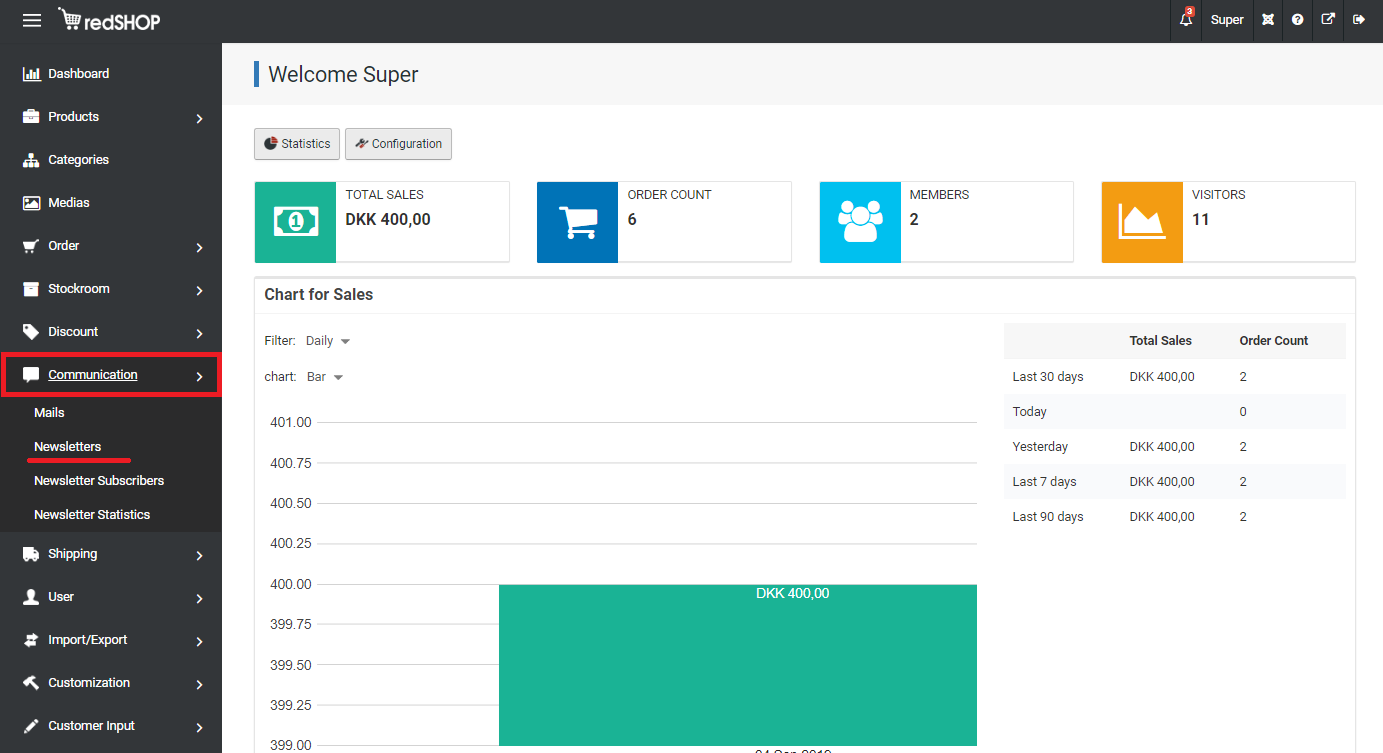 redSHOP
3
Super
Dashboard
Products
Categories
Medias
Order
Stockroom
Discount
Communication
Mails
Newsletters
Newsletter Subscribers
Newsletter Statistics
Shipping
User
Import/Export
Customization
Customer Input
Welcome Super
Statistics
Configuration
TOTAL SALES
DKK 400,00
ORDER COUNT
6
MEMBERS
2
VISITORS
11
Chart for Sales
Filter: Daily
chart: Bar
401.00
400.75
400.50
400.25
400.00
399.75
399.50
399.25
399.00
DKK 400,00
Total Sales Order Count
Last 30 days DKK 400,00 2
Today 0
Yesterday DKK 400,00 2
Last 7 days DKK 400,00 2
Last 90 days DKK 400,00 2